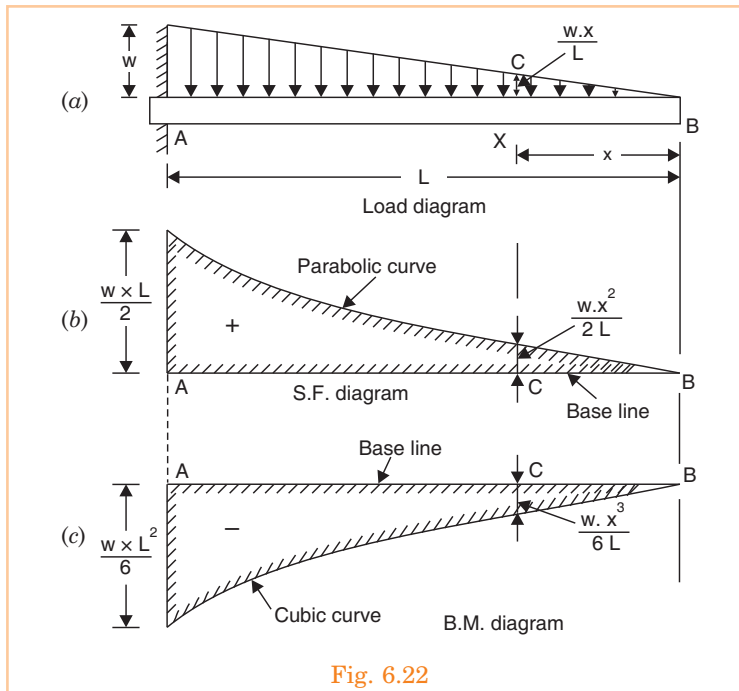 w.x
L
w
C
(a)
A
X
B
x
L
Load diagram
Parabolic curve
w × L
2
w.x²
2 L
(b)
+
A
C
B
S.F. diagram
Base line
A
Base line
C
B
(c)
w × L²
6
–
w. x³
6 L
Cubic curve
B.M. diagram
Fig. 6.22